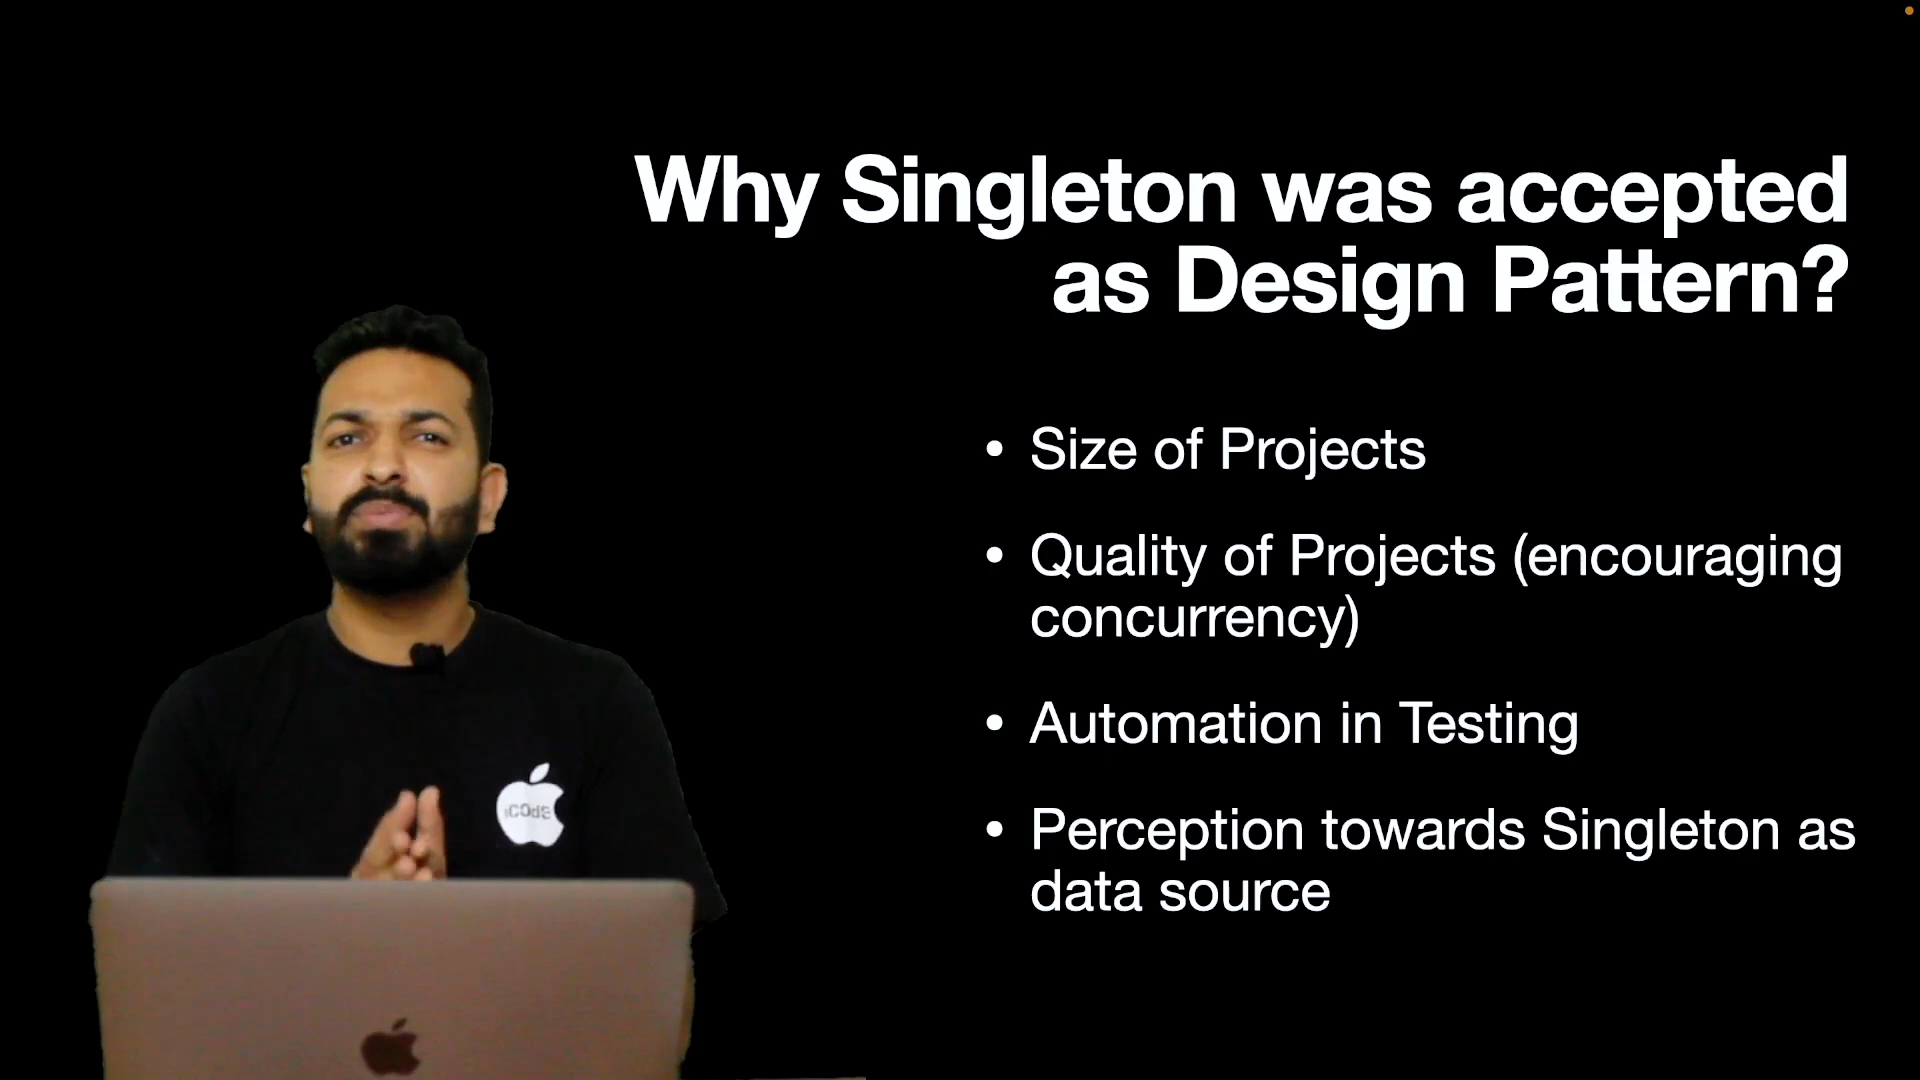 Why Singleton was accepted
as Design Pattern?
• Size of Projects
• Quality of Projects (encouraging
concurrency)
• Automation in Testing
• Perception towards Singleton as
data source
iCOdE